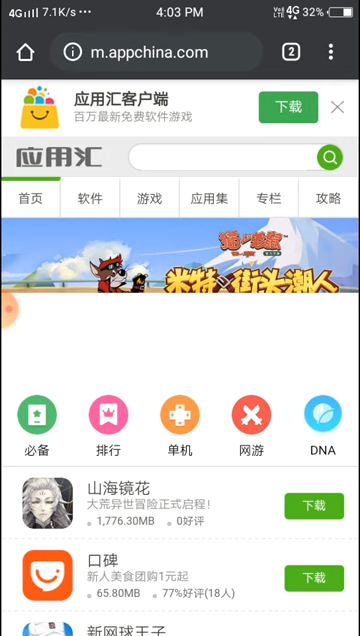 4G 7.1K/s ··· 4:03 PM VoLTE 4G 32%
m.appchina.com 2
应用汇客户端
百万最新免费软件游戏
下载
应用汇
首页 软件 游戏 应用集 专栏 攻略
猫和老鼠
米特·街头潮人
必备 排行 单机 网游 DNA
山海镜花
大荒异世冒险正式启程！
1,776.30MB 0好评
下载
口碑
新人美食团购1元起
65.80MB 77%好评(18人)
下载
新网球王子